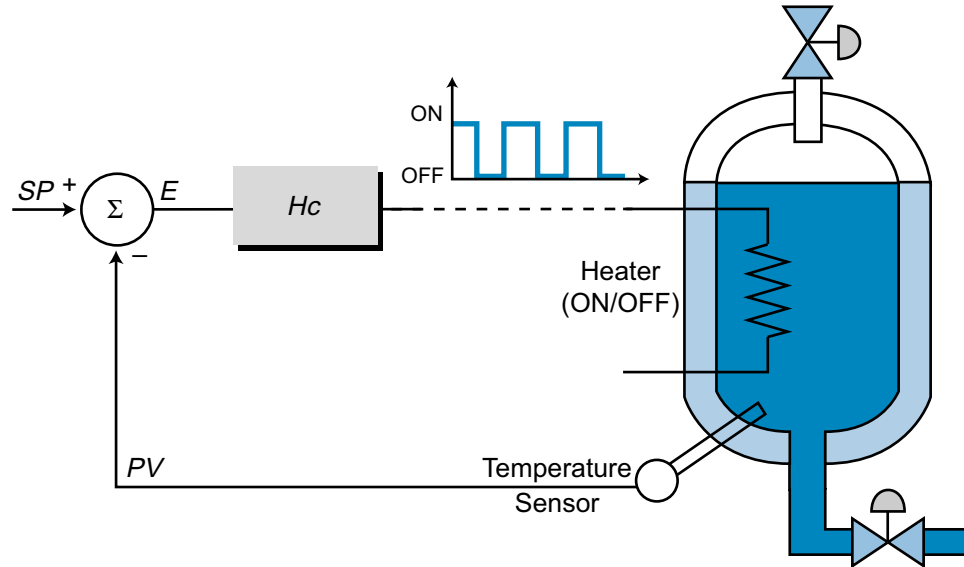 ON
OFF
SP +
Σ
E
Hc
−
Heater
(ON/OFF)
PV
Temperature
Sensor